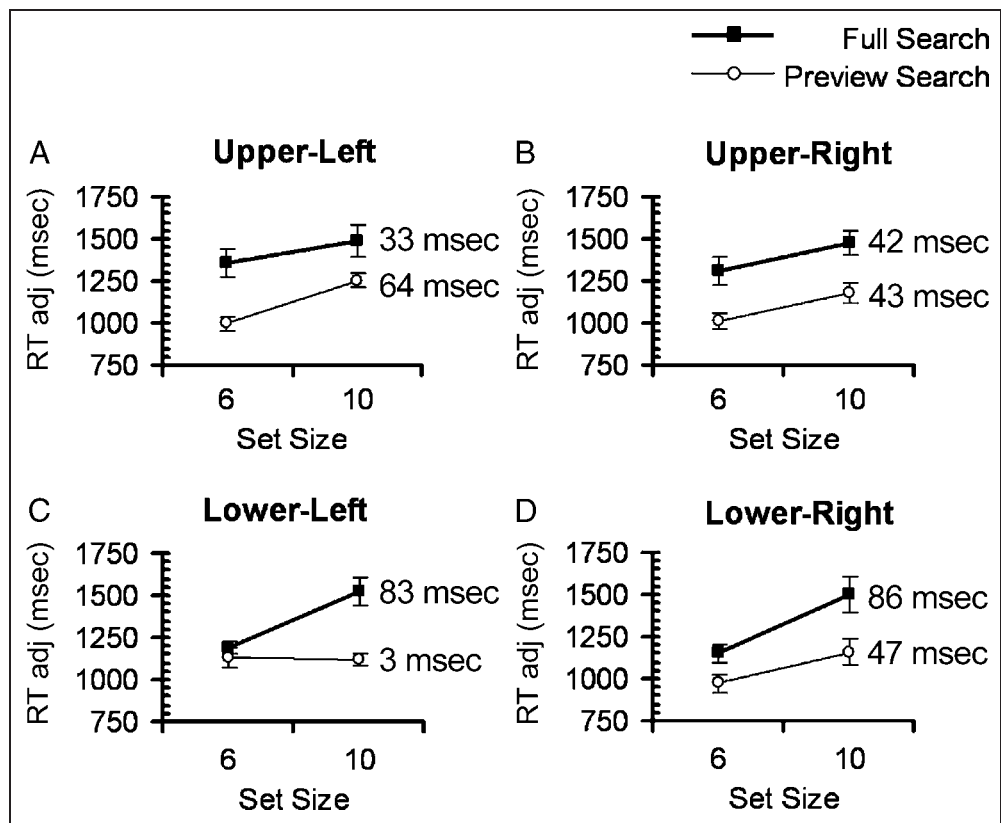 Full Search
Preview Search
A
Upper-Left
RT adj (msec)
1750
1500
1250
1000
750
33 msec
64 msec
6
10
Set Size
B
Upper-Right
RT adj (msec)
1750
1500
1250
1000
750
42 msec
43 msec
6
10
Set Size
C
Lower-Left
RT adj (msec)
1750
1500
1250
1000
750
83 msec
3 msec
6
10
Set Size
D
Lower-Right
RT adj (msec)
1750
1500
1250
1000
750
86 msec
47 msec
6
10
Set Size